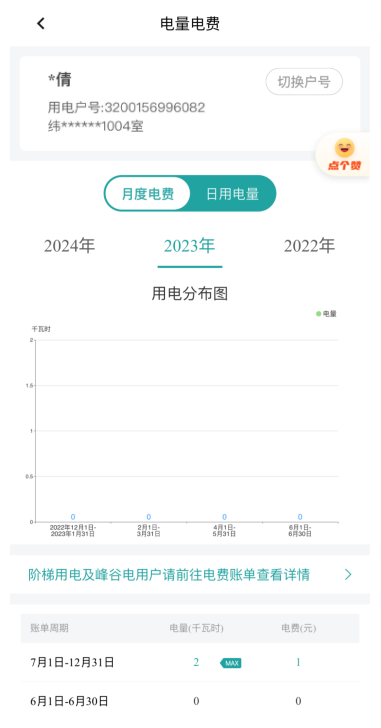 电量电费
*倩
切换户号
用电户号:3200156996082
纬******1004室
点个赞
月度电费 日用电量
2024年 2023年 2022年
用电分布图
电量
千瓦时
2
1.5
1
0.5
0
0 0 0 0
2022年12月1日-2023年1月31日 2月1日-3月31日 4月1日-5月31日 6月1日-6月30日
阶梯用电及峰谷电用户请前往电费账单查看详情
账单周期 电量(千瓦时) 电费(元)
7月1日-12月31日 2 MAX 1
6月1日-6月30日 0 0